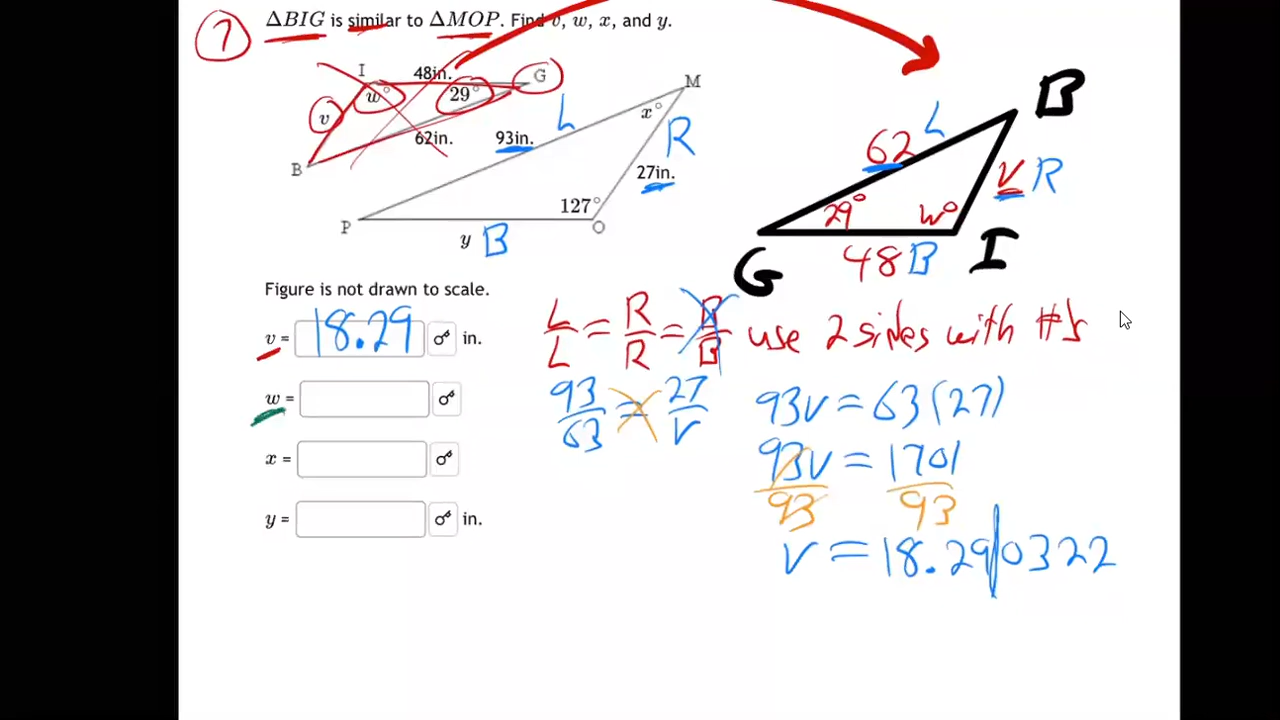 7
ΔBIG is similar to ΔMOP. Find v, w, x, and y.
I
48in.
G
w°
29°
v
62in.
B
M
x°
93in.
L
R
27in.
127°
P
y
B
O
B
62
L
V
R
29°
w°
G
48
B
I
Figure is not drawn to scale.
v = 18.29 in.
L/L = R/R = B/B use 2 sides with #'s
93/63 = 27/V
93V = 63(27)
w =
93V = 1701
93 93
x =
y = in.
V = 18.290322